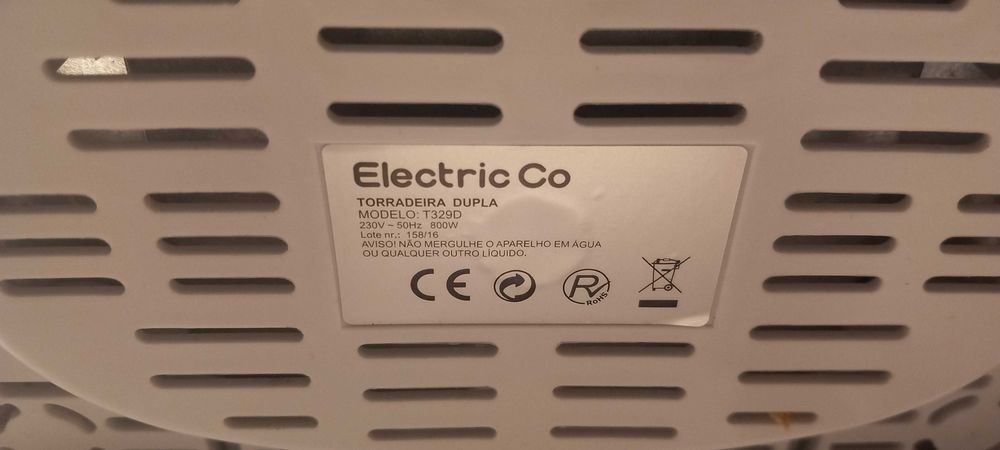 Electric Co
TORRADEIRA DUPLA
MODELO: T329D
230V ~ 50Hz 800W
Lote nr.: 158/16
AVISO! NÃO MERGULHE O APARELHO EM ÁGUA
OU QUALQUER OUTRO LÍQUIDO.
CE
RoHS